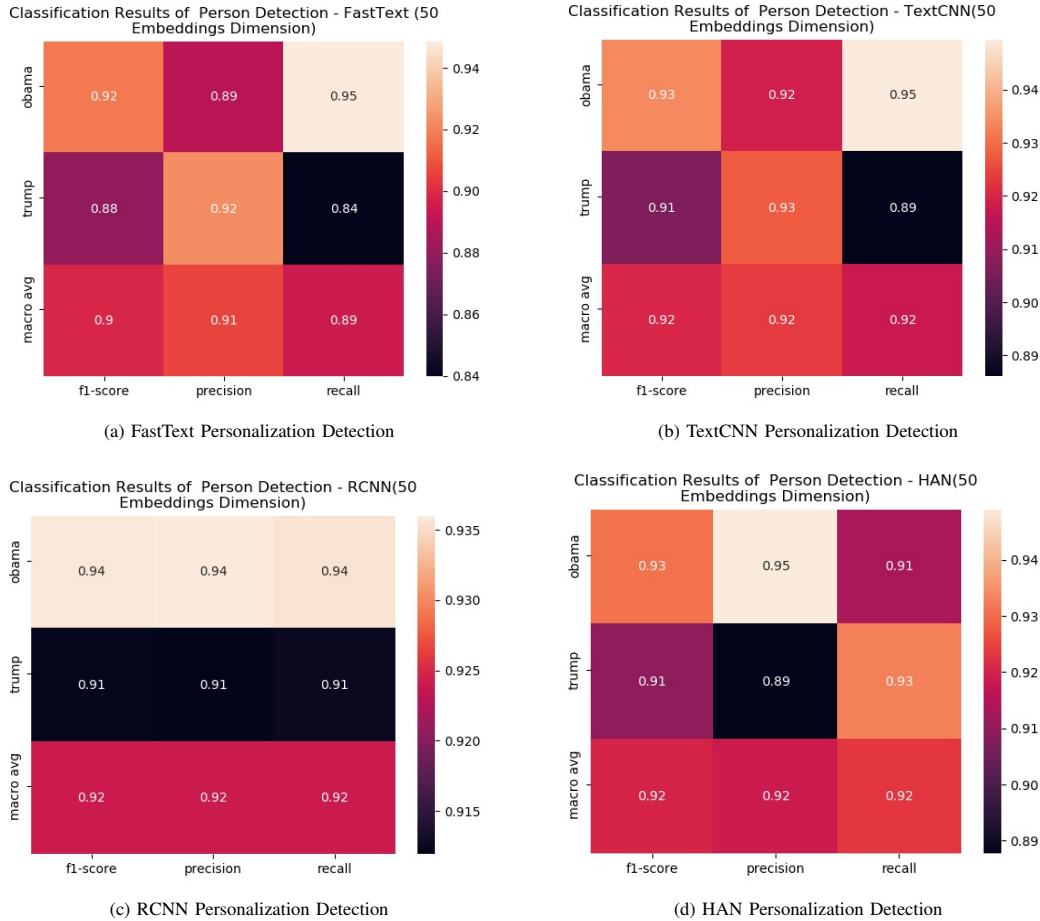 Classification Results of  Person Detection - FastText (50
Embeddings Dimension)
obama
0.92
0.89
0.95
trump
0.88
0.92
0.84
macro avg
0.9
0.91
0.89
f1-score
precision
recall
0.94
0.92
0.90
0.88
0.86
0.84
(a) FastText Personalization Detection
Classification Results of  Person Detection - TextCNN(50
Embeddings Dimension)
obama
0.93
0.92
0.95
trump
0.91
0.93
0.89
macro avg
0.92
0.92
0.92
f1-score
precision
recall
0.94
0.93
0.92
0.91
0.90
0.89
(b) TextCNN Personalization Detection
Classification Results of  Person Detection - RCNN(50
Embeddings Dimension)
obama
0.94
0.94
0.94
trump
0.91
0.91
0.91
macro avg
0.92
0.92
0.92
f1-score
precision
recall
0.935
0.930
0.925
0.920
0.915
(c) RCNN Personalization Detection
Classification Results of  Person Detection - HAN(50
Embeddings Dimension)
obama
0.93
0.95
0.91
trump
0.91
0.89
0.93
macro avg
0.92
0.92
0.92
f1-score
precision
recall
0.94
0.93
0.92
0.91
0.90
0.89
(d) HAN Personalization Detection